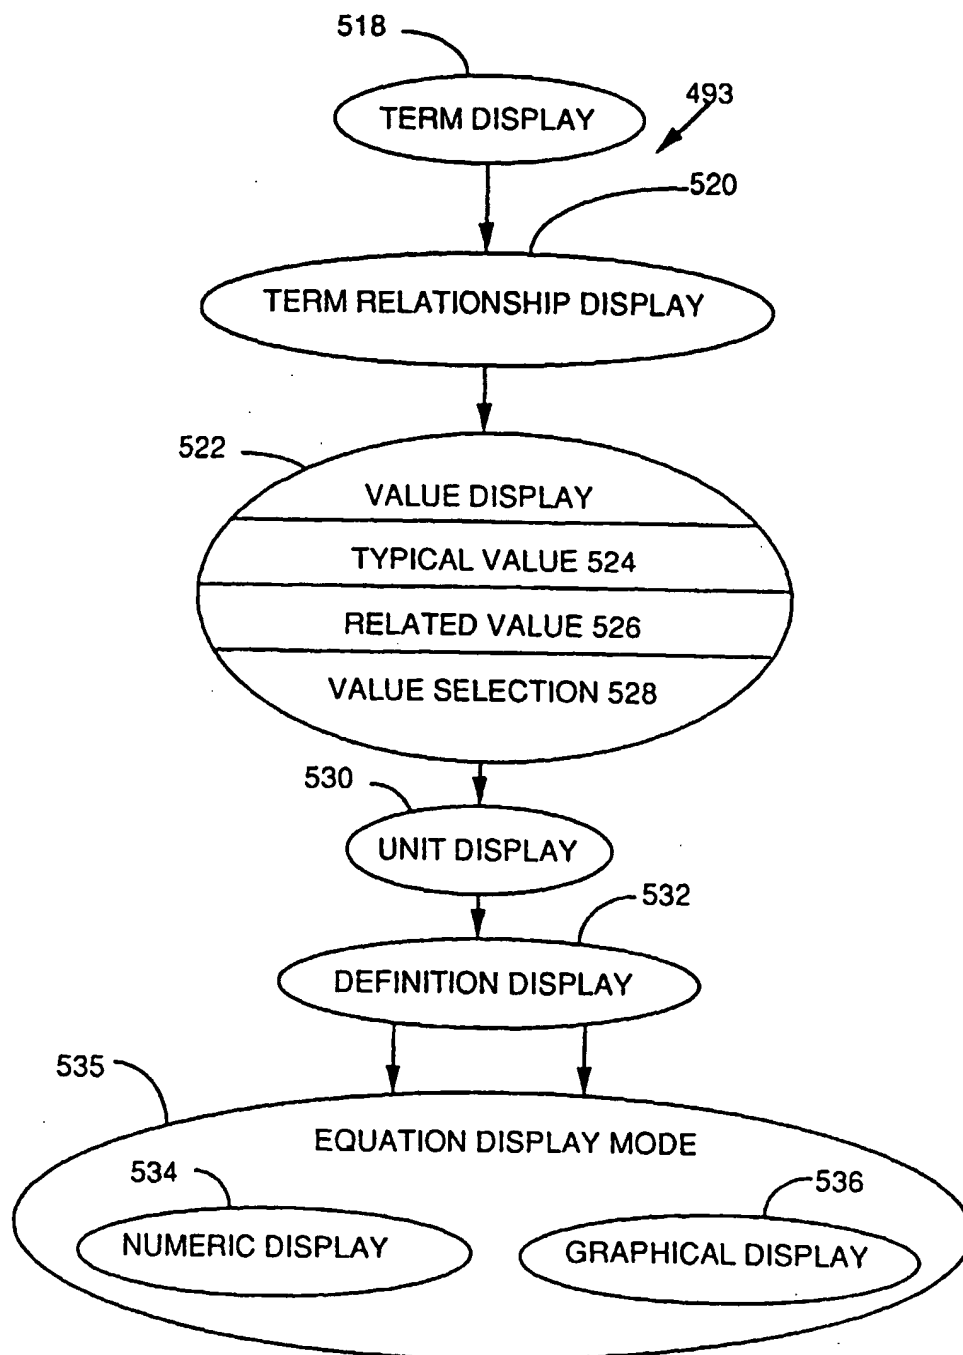 518
TERM DISPLAY
493
520
TERM RELATIONSHIP DISPLAY
522
VALUE DISPLAY
TYPICAL VALUE 524
RELATED VALUE 526
VALUE SELECTION 528
530
UNIT DISPLAY
532
DEFINITION DISPLAY
535
EQUATION DISPLAY MODE
534
536
NUMERIC DISPLAY
GRAPHICAL DISPLAY